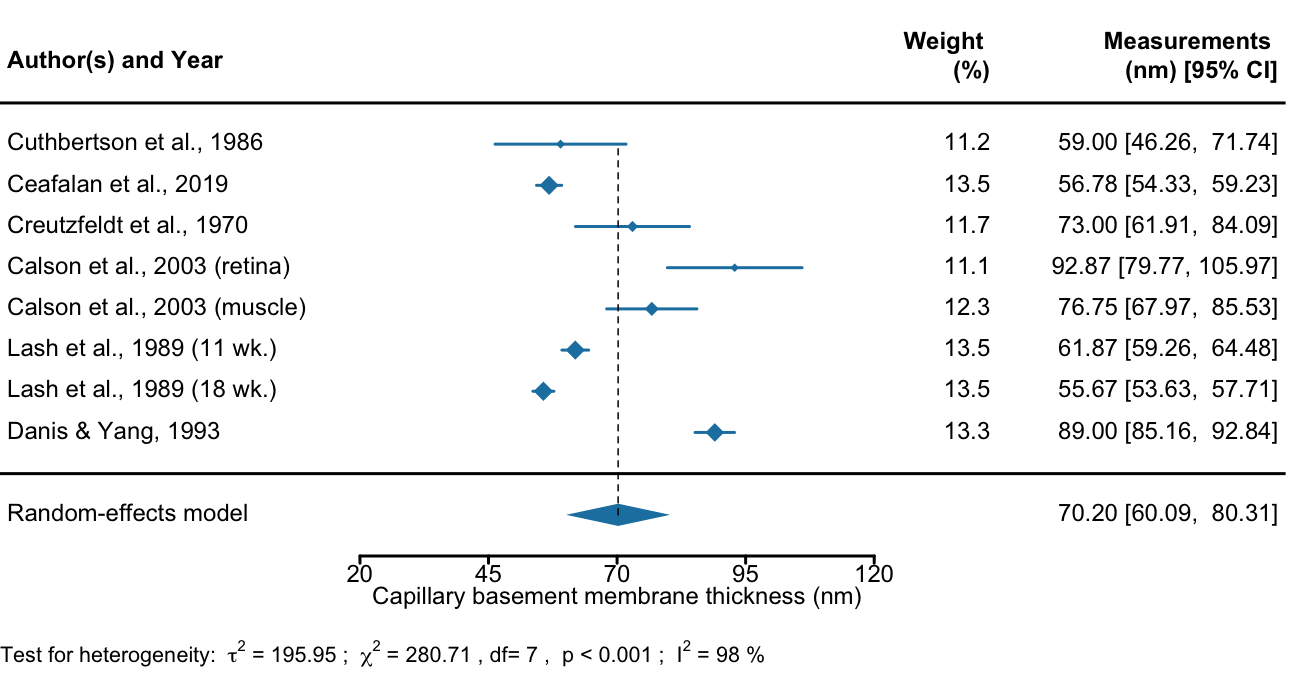 Author(s) and Year Weight (%) Measurements (nm) [95% CI]
Cuthbertson et al., 1986 11.2 59.00 [46.26, 71.74]
Ceafalan et al., 2019 13.5 56.78 [54.33, 59.23]
Creutzfeldt et al., 1970 11.7 73.00 [61.91, 84.09]
Calson et al., 2003 (retina) 11.1 92.87 [79.77, 105.97]
Calson et al., 2003 (muscle) 12.3 76.75 [67.97, 85.53]
Lash et al., 1989 (11 wk.) 13.5 61.87 [59.26, 64.48]
Lash et al., 1989 (18 wk.) 13.5 55.67 [53.63, 57.71]
Danis & Yang, 1993 13.3 89.00 [85.16, 92.84]
Random-effects model 70.20 [60.09, 80.31]
20 45 70 95 120
Capillary basement membrane thickness (nm)
Test for heterogeneity: τ² = 195.95 ; χ² = 280.71 , df= 7 , p < 0.001 ; I² = 98 %